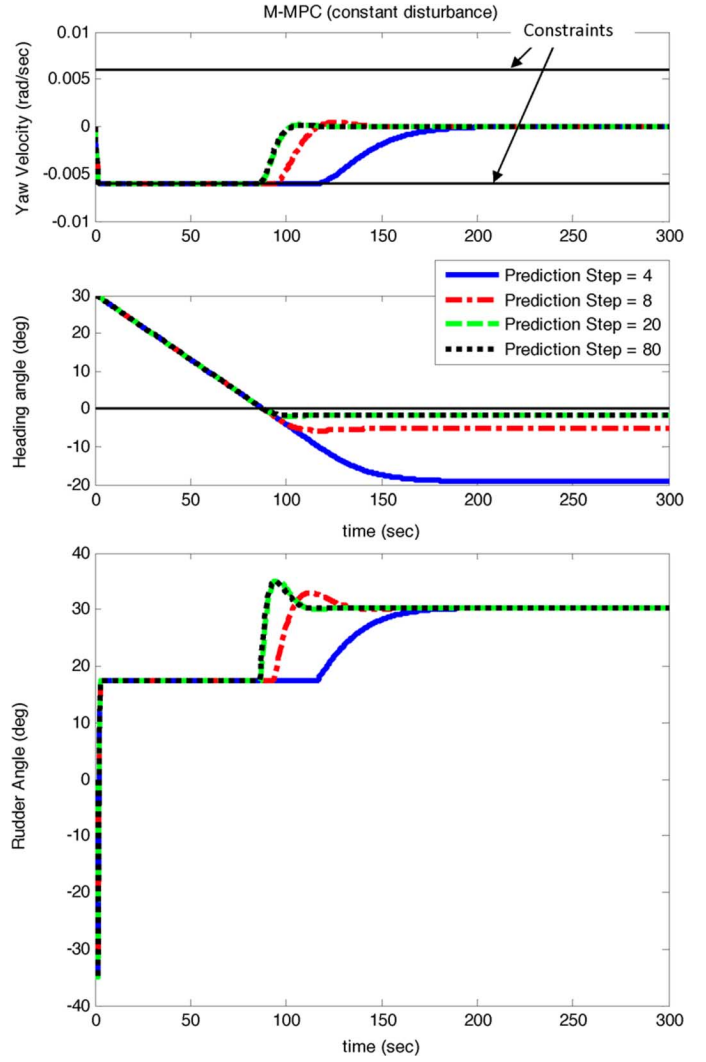 M-MPC (constant disturbance)
Constraints
Yaw Velocity (rad/sec)
0.01
0.005
0
-0.005
-0.01
0 50 100 150 200 250 300
Prediction Step = 4
Prediction Step = 8
Prediction Step = 20
Prediction Step = 80
Heading angle (deg)
30
20
10
0
-10
-20
0 50 100 150 200 250 300
time (sec)
Rudder Angle (deg)
40
30
20
10
0
-10
-20
-30
-40
0 50 100 150 200 250 300
time (sec)